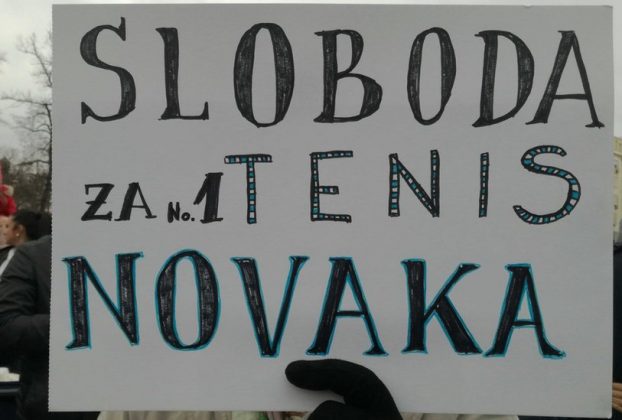 SLOBODA
ZA No.1 TENIS
NOVAKA